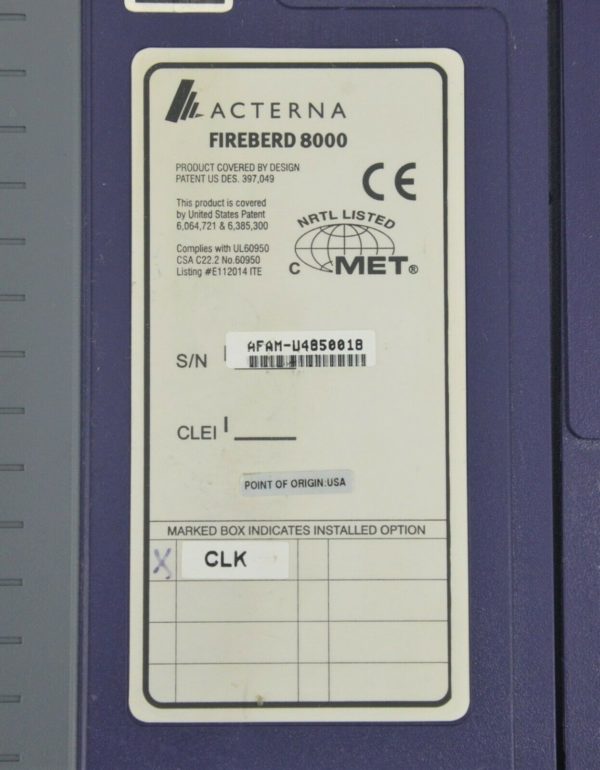 ACTERNA
FIREBERD 8000
PRODUCT COVERED BY DESIGN
PATENT US DES. 397,049
CE
This product is covered
by United States Patent
6,064,721 & 6,385,300
NRTL LISTED
Complies with UL60950
CSA C22.2 No.60950
Listing #E112014 ITE
C MET®
S/N AFAM-U4850018
CLEI
POINT OF ORIGIN:USA
MARKED BOX INDICATES INSTALLED OPTION
X CLK